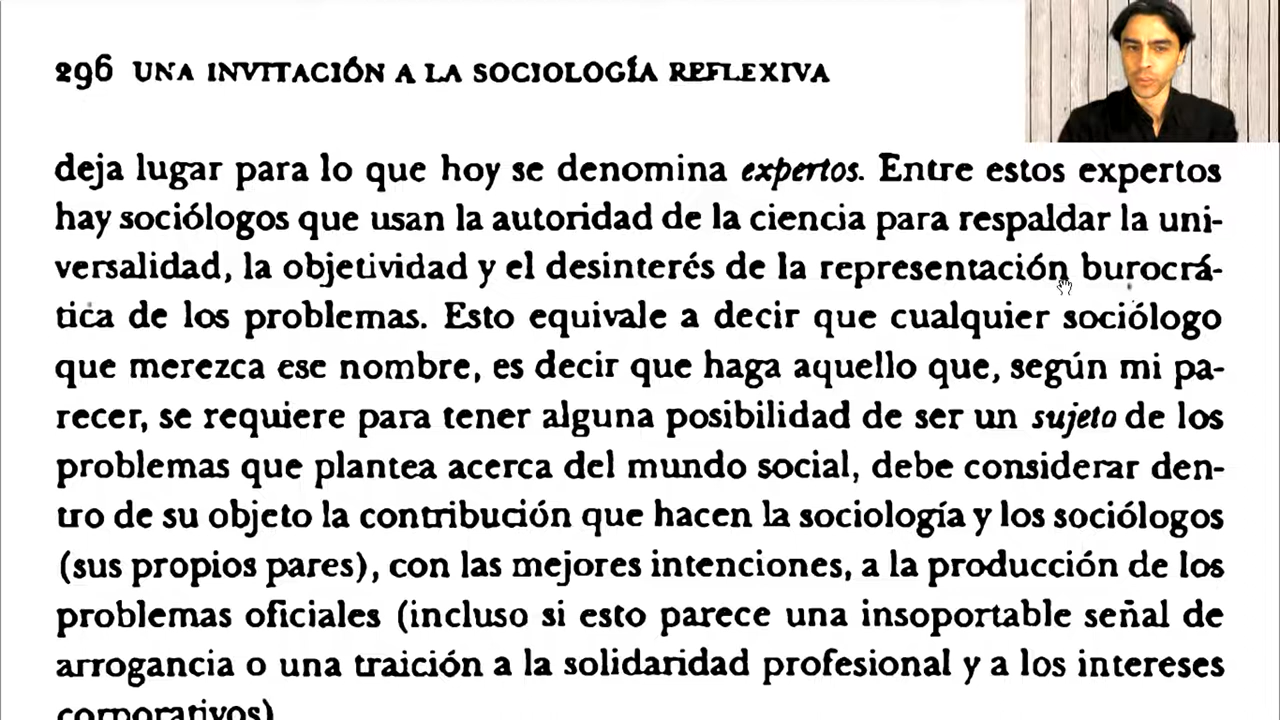 296 UNA INVITACIÓN A LA SOCIOLOGÍA REFLEXIVA
deja lugar para lo que hoy se denomina expertos. Entre estos expertos
hay sociólogos que usan la autoridad de la ciencia para respaldar la uni-
versalidad, la objetividad y el desinterés de la representación burocrá-
tica de los problemas. Esto equivale a decir que cualquier sociólogo
que merezca ese nombre, es decir que haga aquello que, según mi pa-
recer, se requiere para tener alguna posibilidad de ser un sujeto de los
problemas que plantea acerca del mundo social, debe considerar den-
tro de su objeto la contribución que hacen la sociología y los sociólogos
(sus propios pares), con las mejores intenciones, a la producción de los
problemas oficiales (incluso si esto parece una insoportable señal de
arrogancia o una traición a la solidaridad profesional y a los intereses
corporativos)